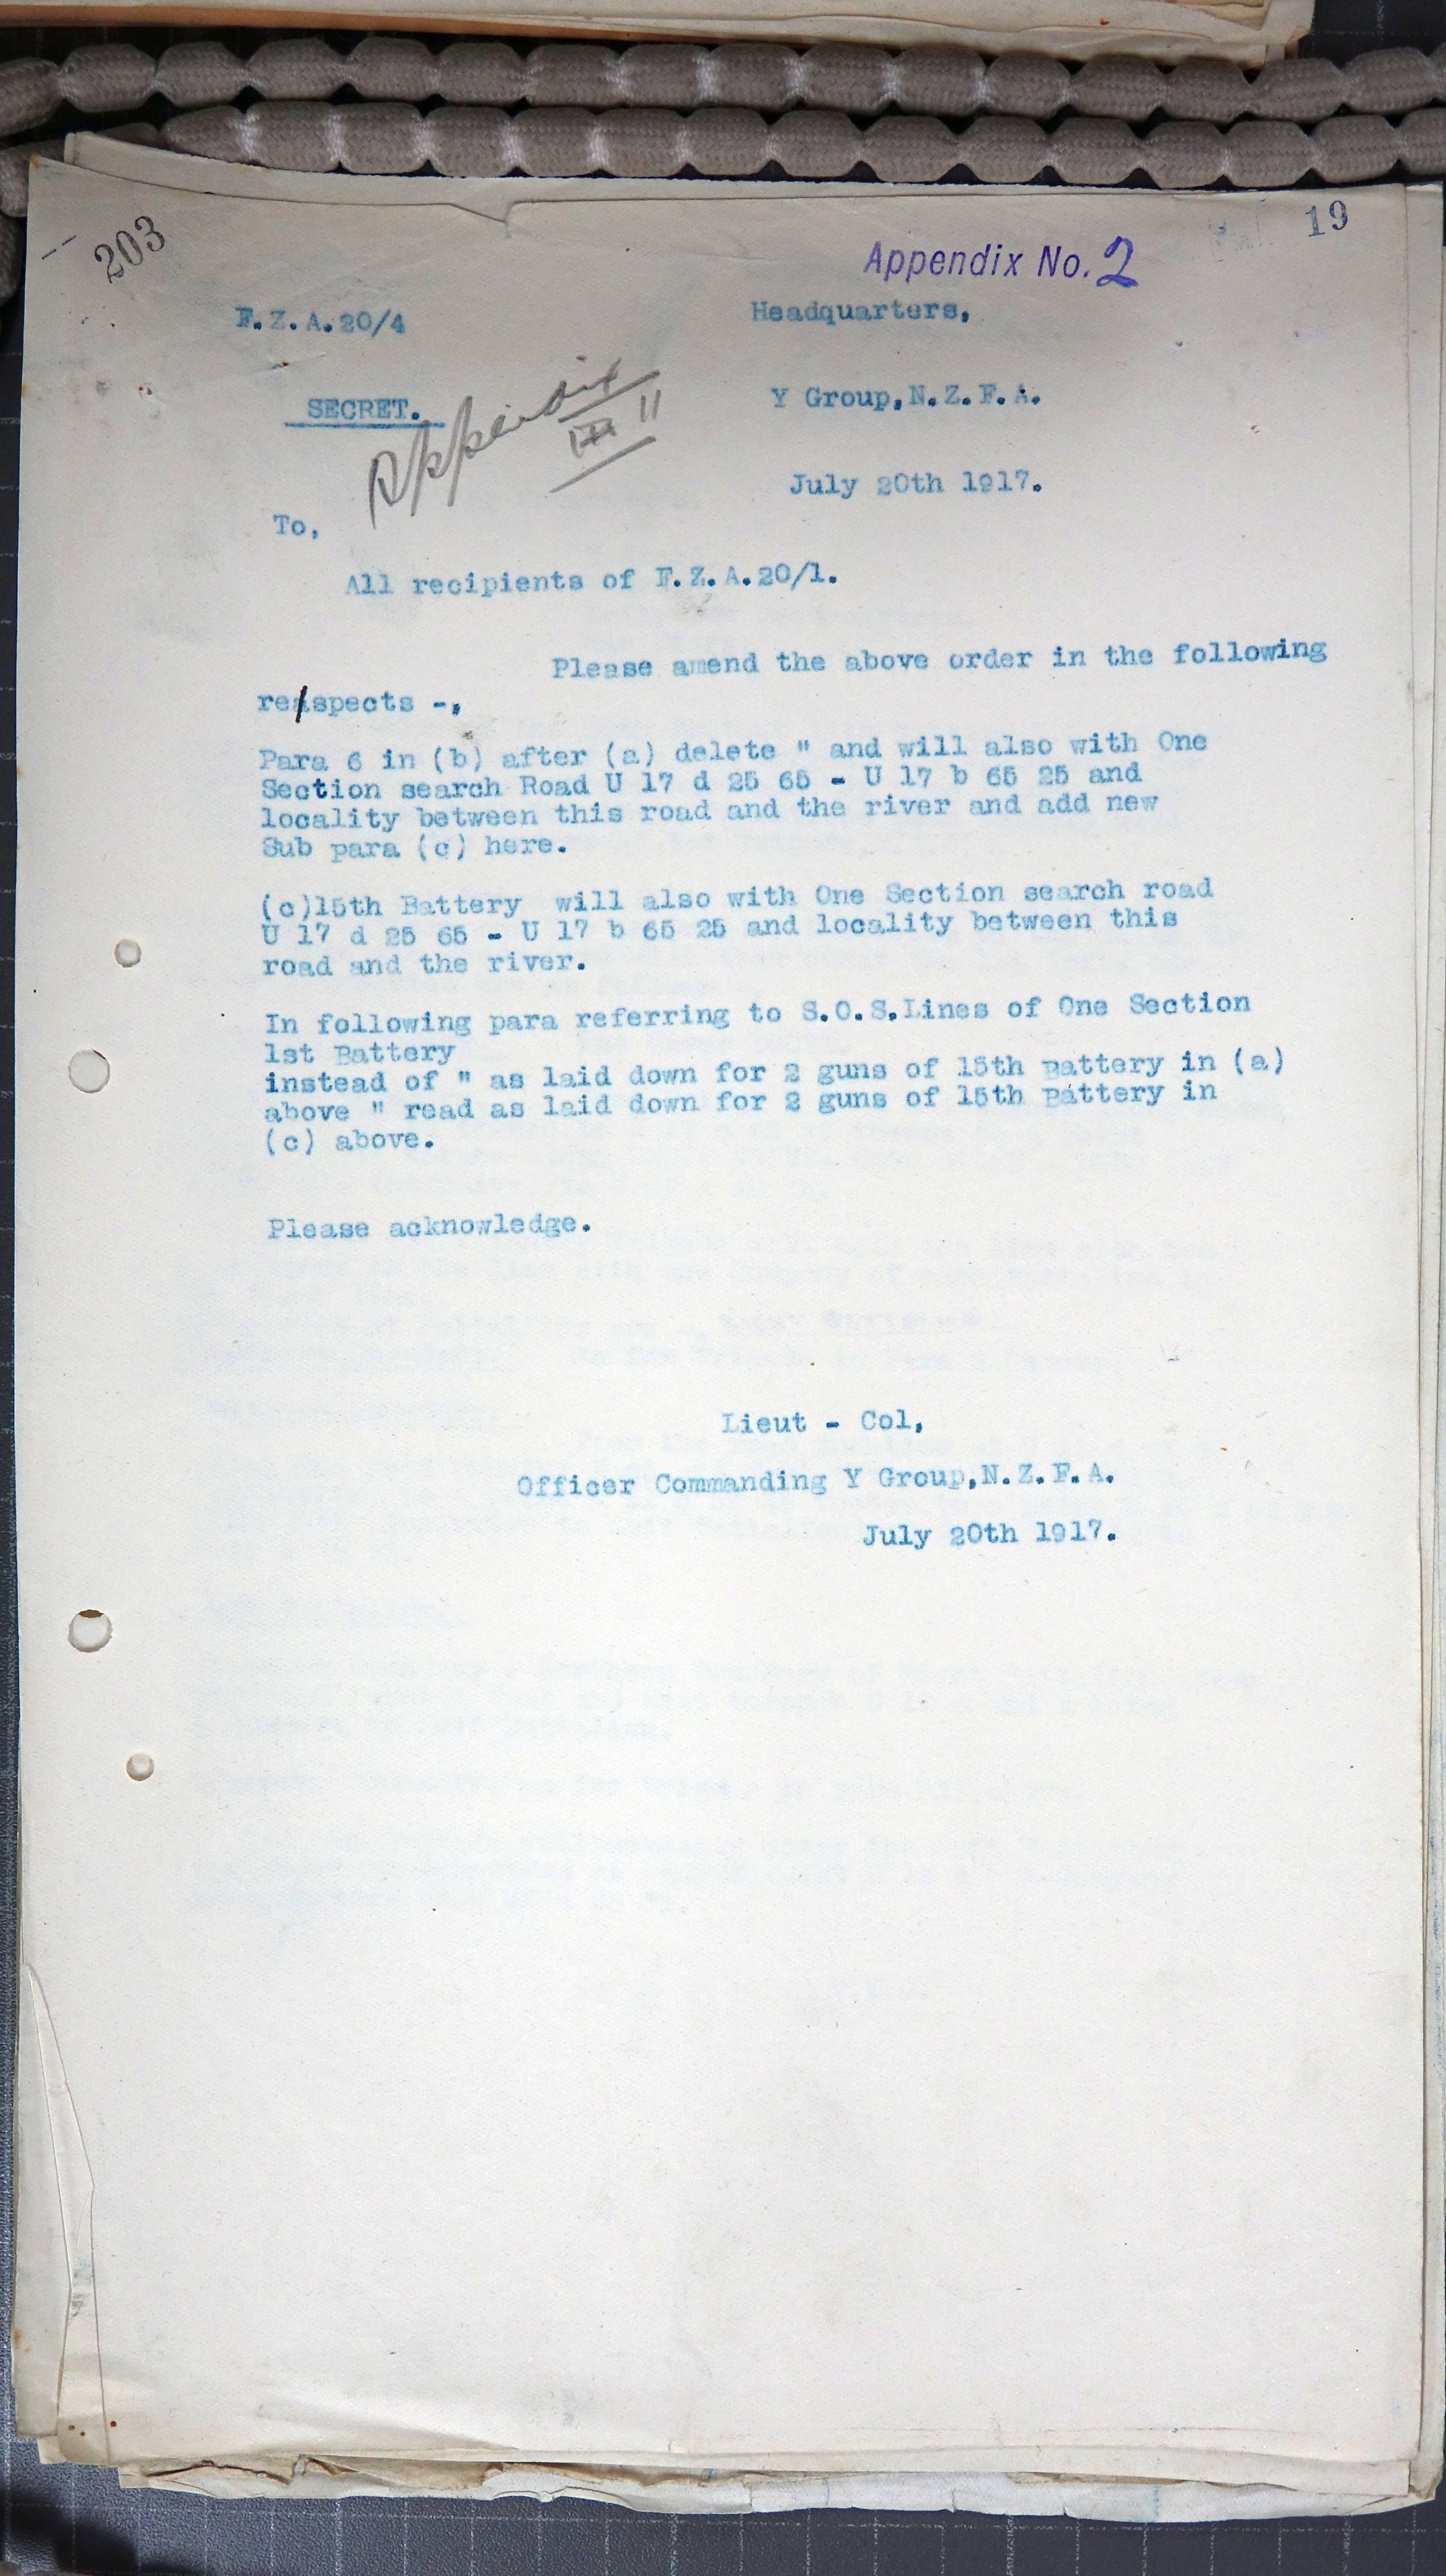 203
19
Appendix No. 2
F.Z.A.20/4
Headquarters,
SECRET.
Appendix
II
Y Group,N.Z.F.A.
July 20th 1917.
To,
All recipients of F.Z.A.20/1.
Please amend the above order in the following
respects -,
Para 6 in (b) after (a) delete " and will also with One
Section search Road U 17 d 25 65 - U 17 b 65 25 and
locality between this road and the river and add new
Sub para (c) here.
(c)15th Battery will also with One Section search road
U 17 d 25 65 - U 17 b 65 25 and locality between this
road and the river.
In following para referring to S.O.S.Lines of One Section
1st Battery
instead of " as laid down for 2 guns of 15th Battery in (a)
above " read as laid down for 2 guns of 15th Battery in
(c) above.
Please acknowledge.
Lieut - Col,
Officer Commanding Y Group,N.Z.F.A.
July 20th 1917.